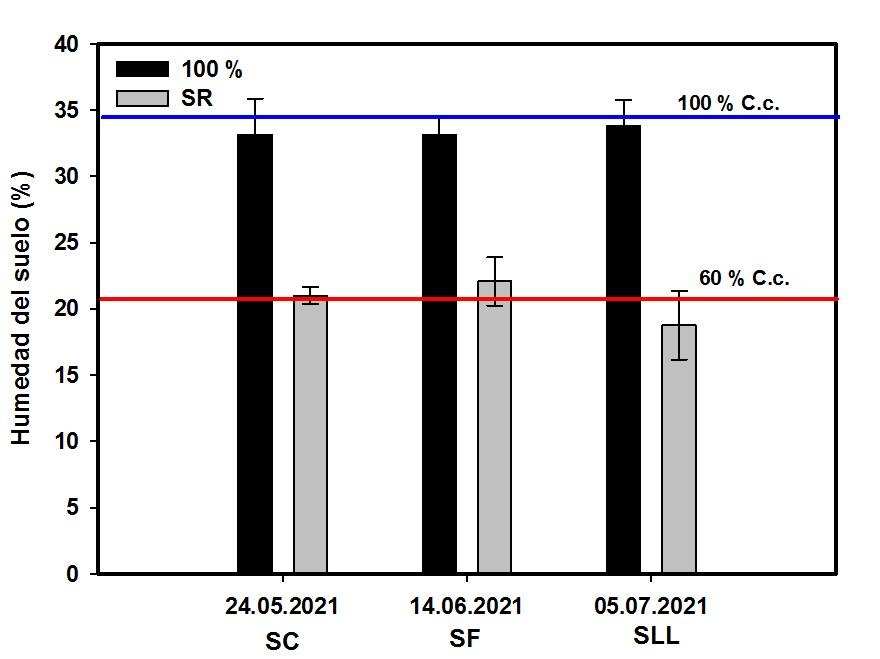 40
100 %
SR
100 % C.c.
35
30
25
60 % C.c.
20
15
10
5
0
Humedad del suelo (%)
24.05.2021 14.06.2021 05.07.2021
SC SF SLL